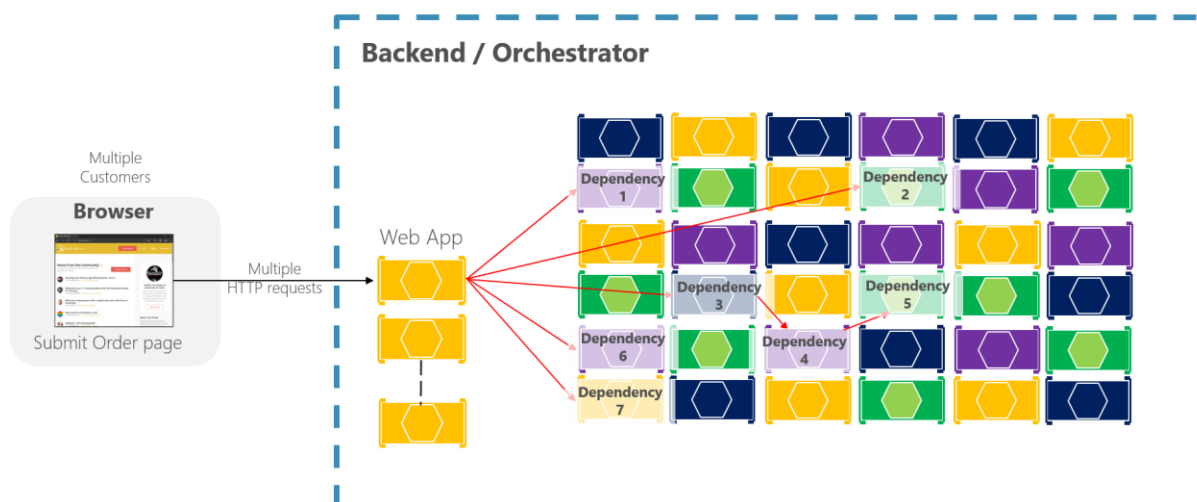 Backend / Orchestrator
Multiple
Customers
Browser
Submit Order page
Multiple
HTTP requests
Web App
Dependency
1
Dependency
2
Dependency
3
Dependency
5
Dependency
6
Dependency
4
Dependency
7